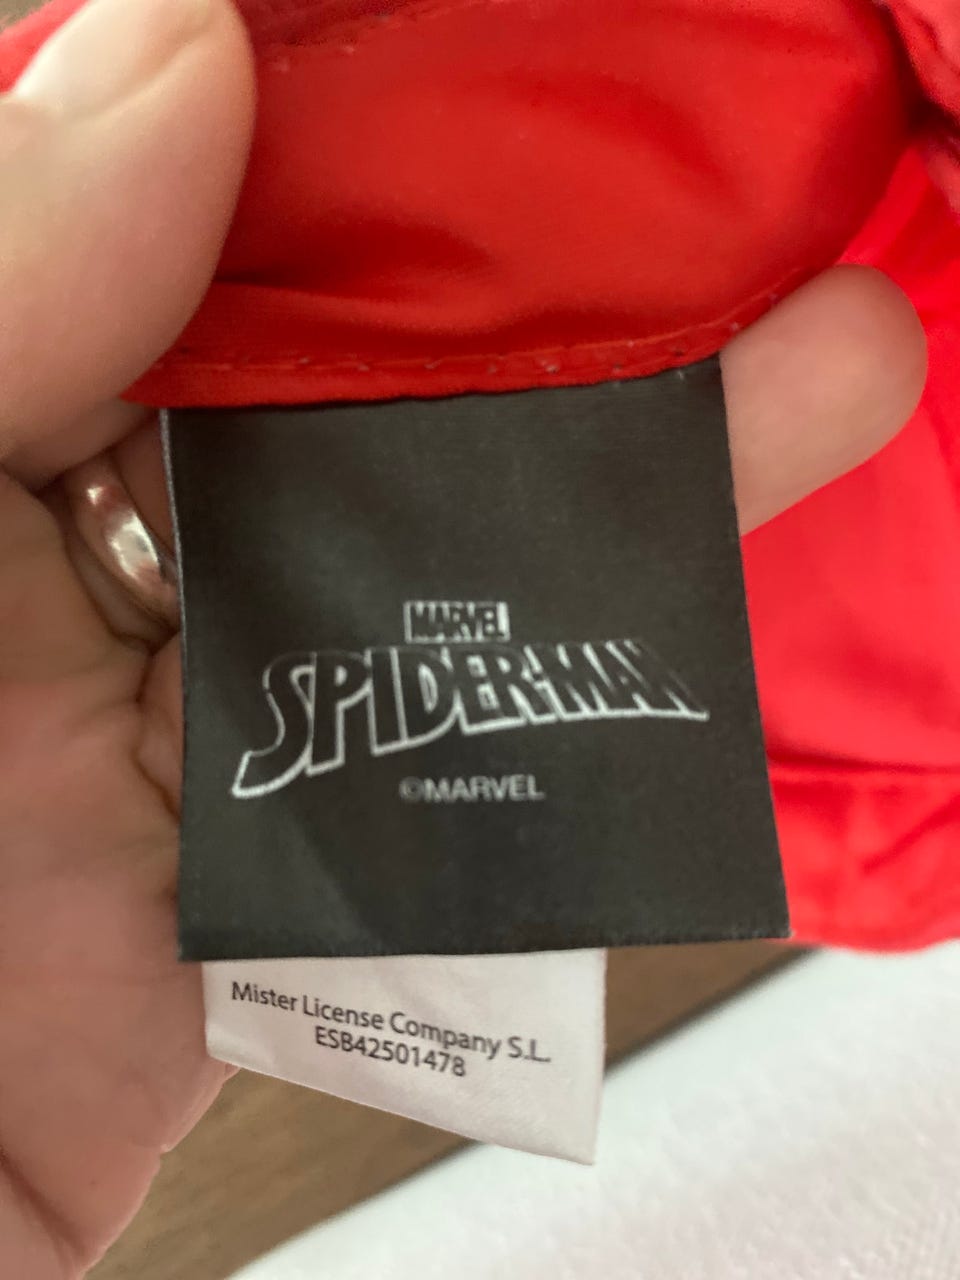 MARVEL
SPIDER-MAN
©MARVEL
Mister License Company S.L.
ESB42501478